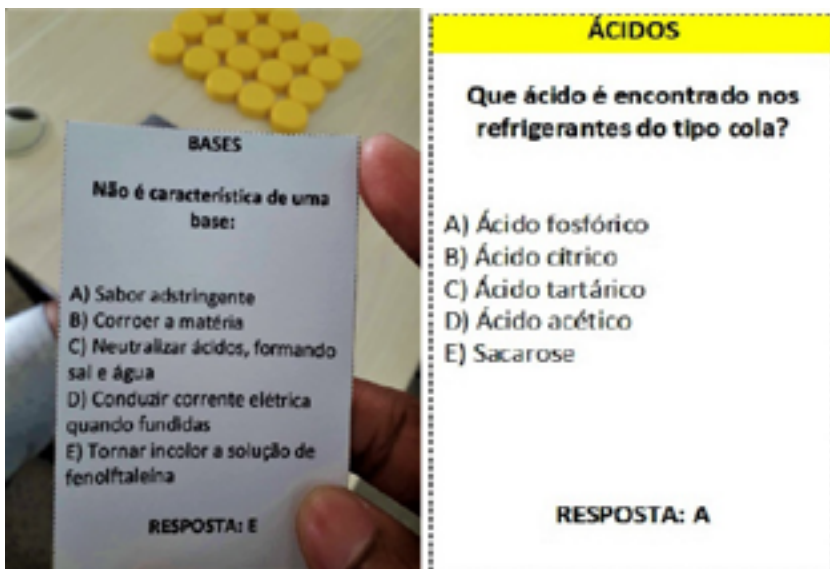 BASES
Não é característica de uma
base:
A) Sabor adstringente
B) Corroer a matéria
C) Neutralizar ácidos, formando
sal e água
D) Conduzir corrente elétrica
quando fundidas
E) Tornar incolor a solução de
fenolftaleína
RESPOSTA: E
ÁCIDOS
Que ácido é encontrado nos
refrigerantes do tipo cola?
A) Ácido fosfórico
B) Ácido cítrico
C) Ácido tartárico
D) Ácido acético
E) Sacarose
RESPOSTA: A